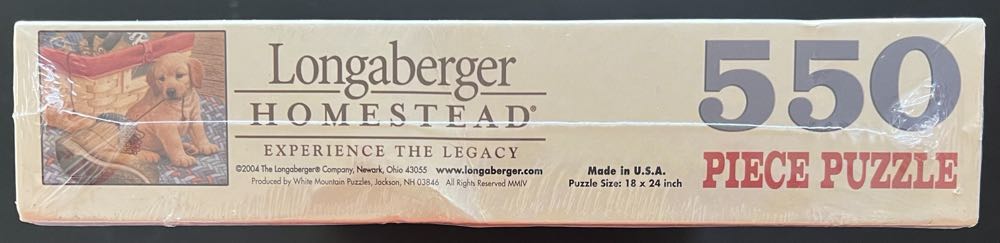 Longaberger
HOMESTEAD®
EXPERIENCE THE LEGACY
©2004 The Longaberger® Company, Newark, Ohio 43055 www.longaberger.com
Produced by White Mountain Puzzles, Jackson, NH 03846 All Rights Reserved MMIV
Made in U.S.A.
Puzzle Size: 18 x 24 inch
550
PIECE PUZZLE